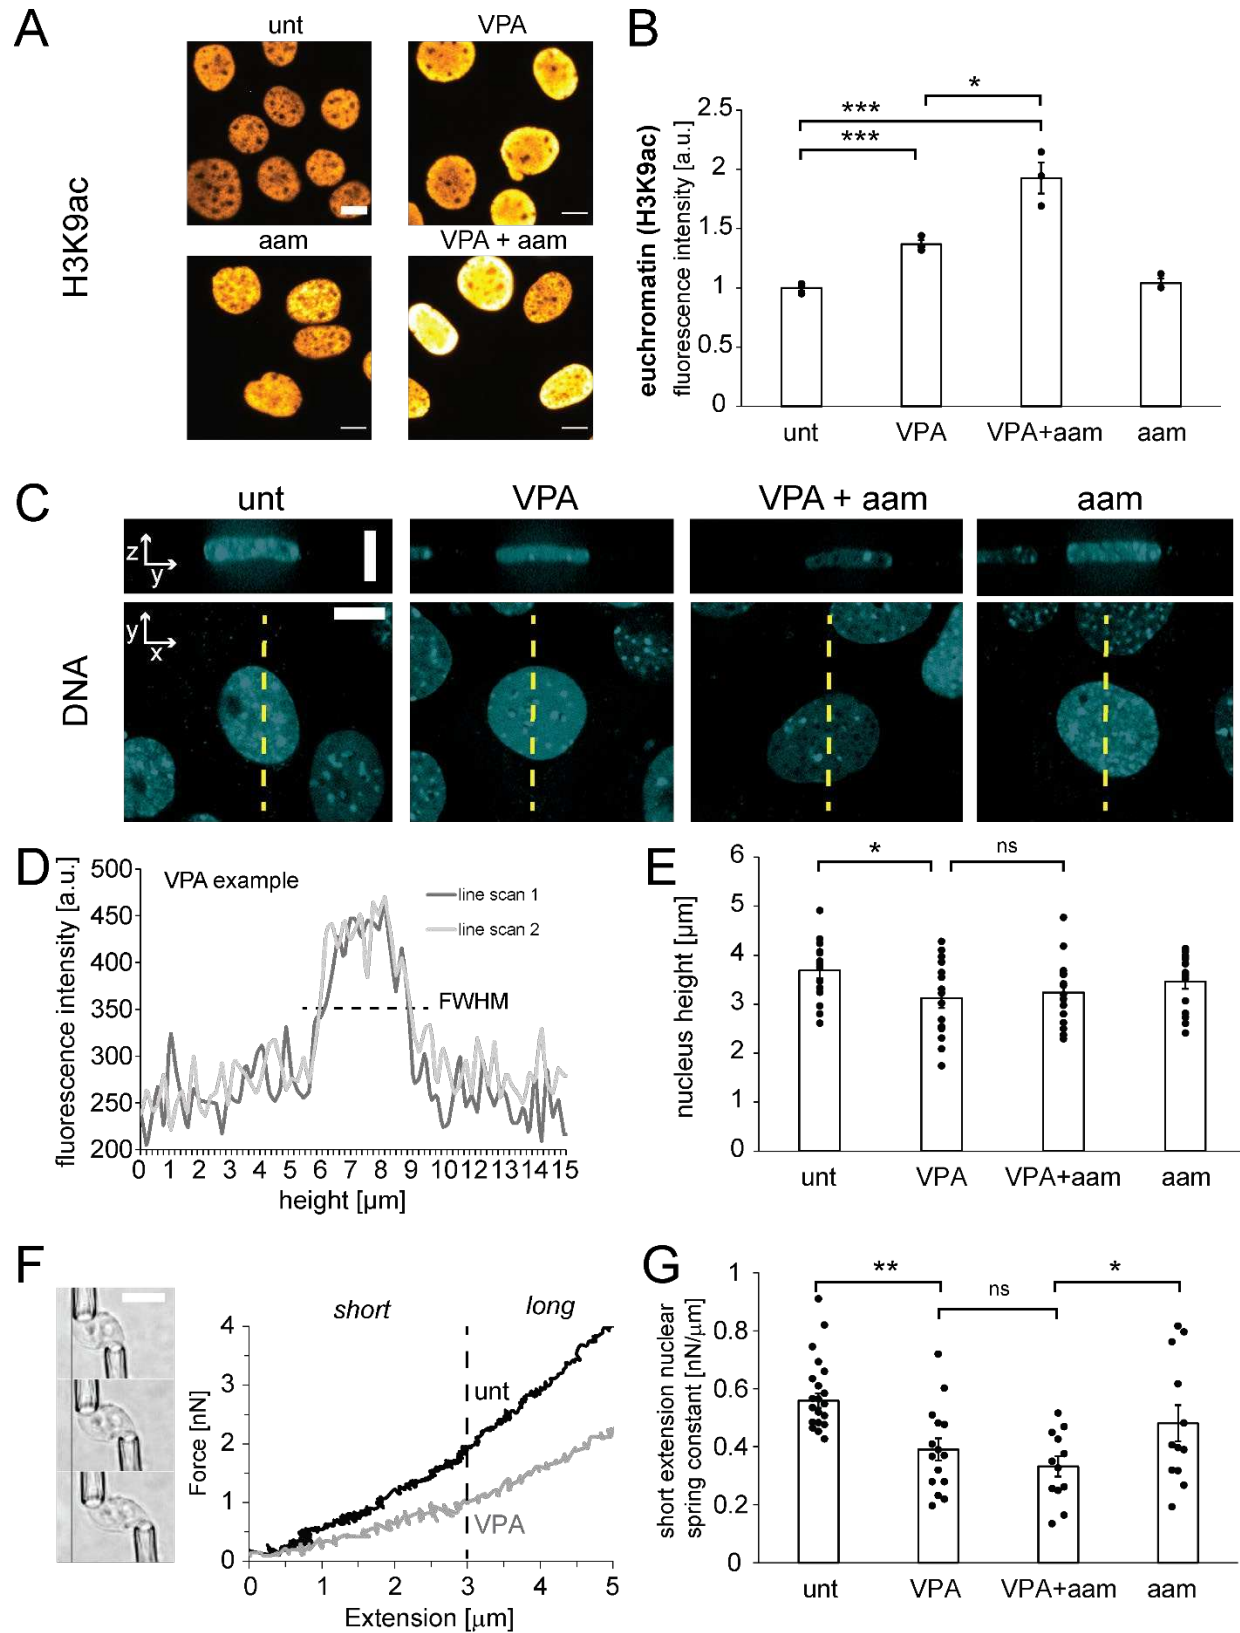 A
unt
VPA
H3K9ac
aam
VPA + aam
B
euchromatin (H3K9ac)
fluorescence intensity [a.u.]
2.5
2
1.5
1
0.5
0
***
***
*
unt
VPA
VPA+aam
aam
C
unt
VPA
VPA + aam
aam
z
y
y
x
DNA
D
fluorescence intensity [a.u.]
500
450
400
350
300
250
200
VPA example
line scan 1
line scan 2
FWHM
0 1 2 3 4 5 6 7 8 9 10 11 12 13 14 15
height [µm]
E
nucleus height [µm]
6
5
4
3
2
1
0
*
ns
unt
VPA
VPA+aam
aam
F
short
long
Force [nN]
4
3
2
1
0
unt
VPA
0 1 2 3 4 5
Extension [µm]
G
short extension nuclear
spring constant [nN/µm]
1
0.8
0.6
0.4
0.2
0
**
ns
*
unt
VPA
VPA+aam
aam